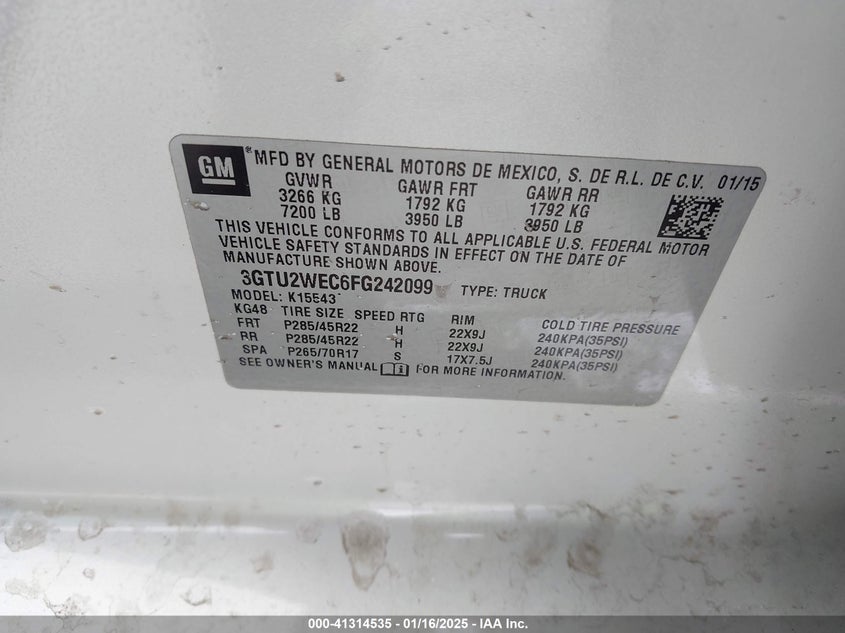 GM ® MFD BY GENERAL MOTORS DE MEXICO, S. DE R.L. DE C.V. 01/15
GVWR GAWR FRT GAWR RR
3266 KG 1792 KG 1792 KG
7200 LB 3950 LB 3950 LB
THIS VEHICLE CONFORMS TO ALL APPLICABLE U.S. FEDERAL MOTOR
VEHICLE SAFETY STANDARDS IN EFFECT ON THE DATE OF
MANUFACTURE SHOWN ABOVE.
3GTU2WEC6FG242099 TYPE: TRUCK
MODEL: K15543
KG48 TIRE SIZE SPEED RTG RIM COLD TIRE PRESSURE
FRT P285/45R22 H 22X9J 240KPA(35PSI)
RR P285/45R22 H 22X9J 240KPA(35PSI)
SPA P265/70R17 S 17X7.5J 240KPA(35PSI)
SEE OWNER'S MANUAL i FOR MORE INFORMATION.
000-41314535 - 01/16/2025 - IAAI Inc.